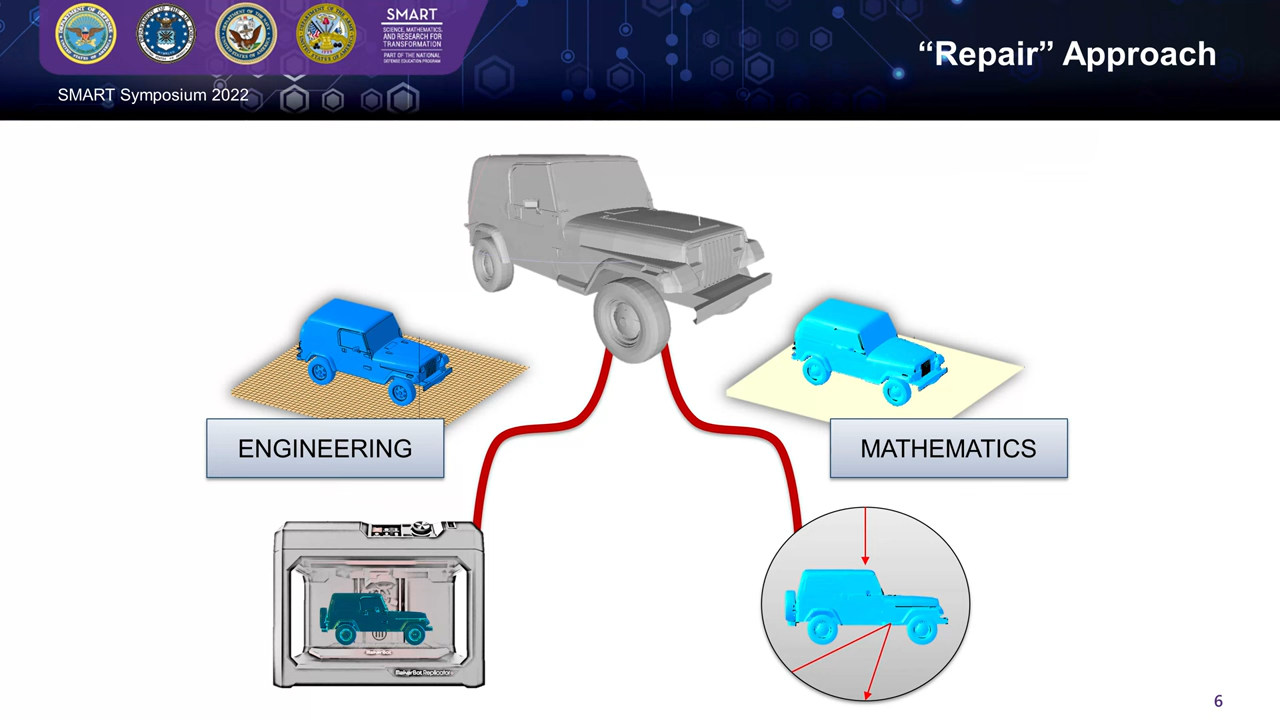 SMART
SCIENCE, MATHEMATICS,
AND RESEARCH FOR
TRANSFORMATION
PART OF THE NATIONAL
DEFENSE EDUCATION PROGRAM
“Repair” Approach
SMART Symposium 2022
ENGINEERING
MATHEMATICS
MakerBot
MakerBot Replicator
6